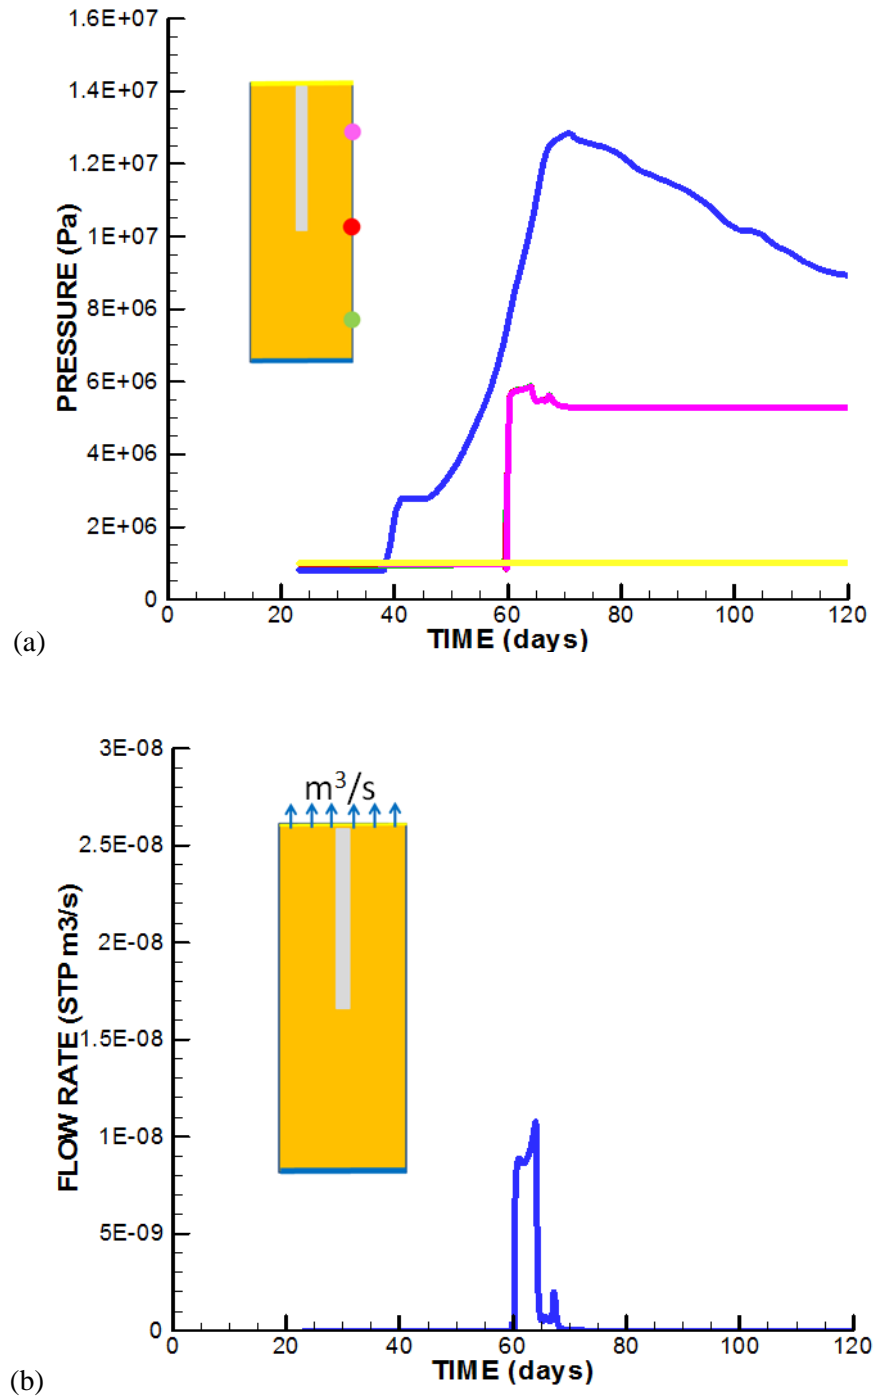 1.6E+07
1.4E+07
1.2E+07
1E+07
8E+06
6E+06
4E+06
2E+06
0
PRESSURE (Pa)
0 20 40 60 80 100 120
TIME (days)
(a)
3E-08
m³/s
2.5E-08
2E-08
1.5E-08
1E-08
5E-09
0
FLOW RATE (STP m3/s)
0 20 40 60 80 100 120
TIME (days)
(b)